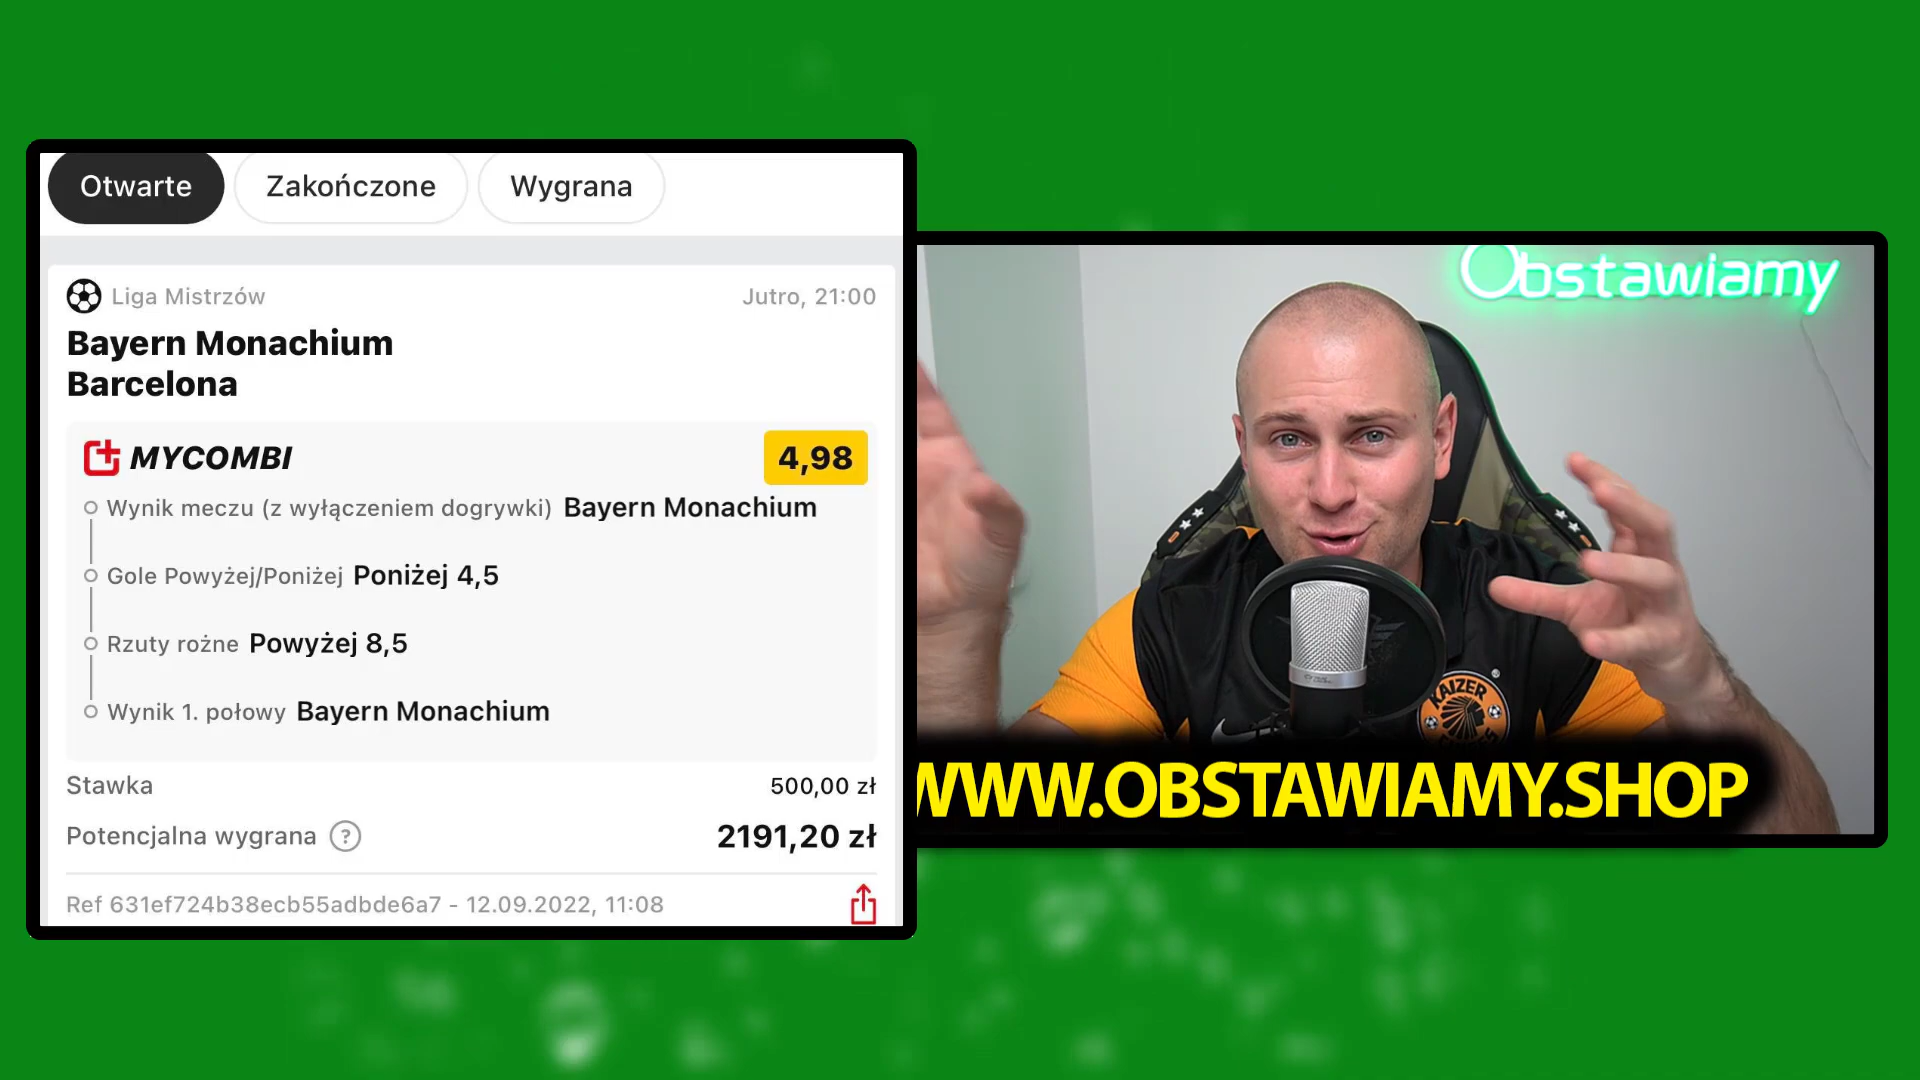 Otwarte Zakończone Wygrana
Liga Mistrzów Jutro, 21:00
Bayern Monachium
Barcelona
MYCOMBI 4,98
Wynik meczu (z wyłączeniem dogrywki) Bayern Monachium
Gole Powyżej/Poniżej Poniżej 4,5
Rzuty rożne Powyżej 8,5
Wynik 1. połowy Bayern Monachium
Stawka 500,00 zł
Potencjalna wygrana ? 2191,20 zł
Ref 631ef724b38ecb55adbde6a7 - 12.09.2022, 11:08
Obstawiamy
KAIZER
WWW.OBSTAWIAMY.SHOP